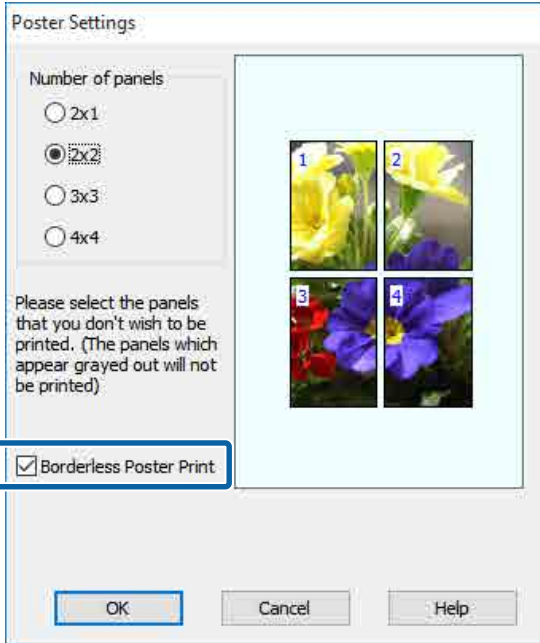 Poster Settings
Number of panels
2x1
2x2
3x3
4x4
1
2
3
4
Please select the panels
that you don't wish to be
printed. (The panels which
appear grayed out will not
be printed)
Borderless Poster Print
OK
Cancel
Help